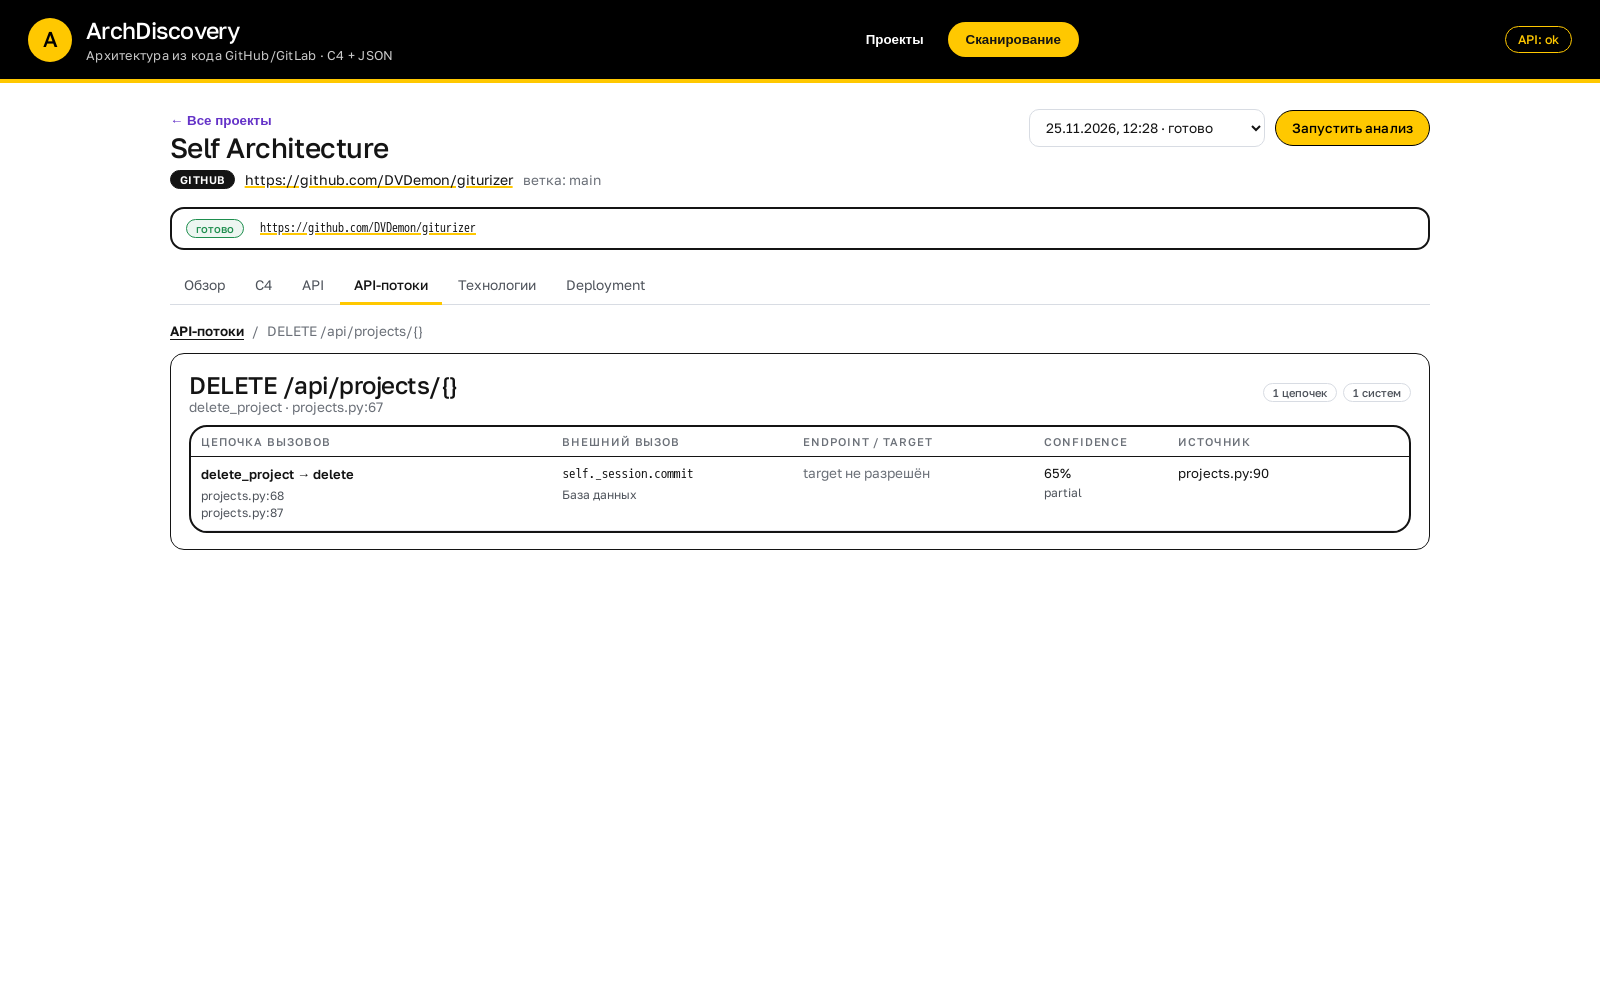 A
ArchDiscovery
Архитектура из кода GitHub/GitLab · C4 + JSON
Проекты
Сканирование
API: ok
← Все проекты
Self Architecture
GITHUB https://github.com/DVDemon/giturizer ветка: main
25.11.2026, 12:28 · готово
Запустить анализ
готово https://github.com/DVDemon/giturizer
Обзор C4 API API-потоки Технологии Deployment
API-потоки / DELETE /api/projects/{}
DELETE /api/projects/{}
delete_project · projects.py:67
1 цепочек 1 систем
ЦЕПОЧКА ВЫЗОВОВ ВНЕШНИЙ ВЫЗОВ ENDPOINT / TARGET CONFIDENCE ИСТОЧНИК
delete_project → delete self._session.commit target не разрешён 65% projects.py:90
projects.py:68 База данных partial
projects.py:87